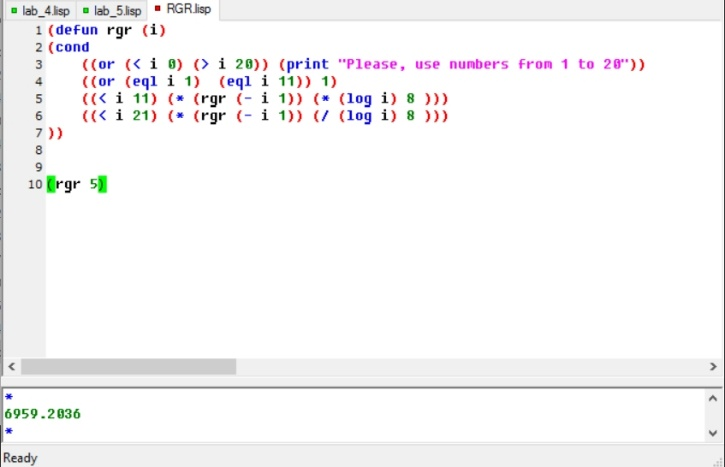 lab_4.lisp lab_5.lisp RGR.lisp
1 (defun rgr (i)
2 (cond
3     ((or (< i 0) (> i 20)) (print "Please, use numbers from 1 to 20"))
4     ((or (eql i 1)  (eql i 11)) 1)
5     ((< i 11) (* (rgr (- i 1)) (* (log i) 8 )))
6     ((< i 21) (* (rgr (- i 1)) (/ (log i) 8 )))
7 ))
8
9
10 (rgr 5)
*
6959.2036
*
Ready